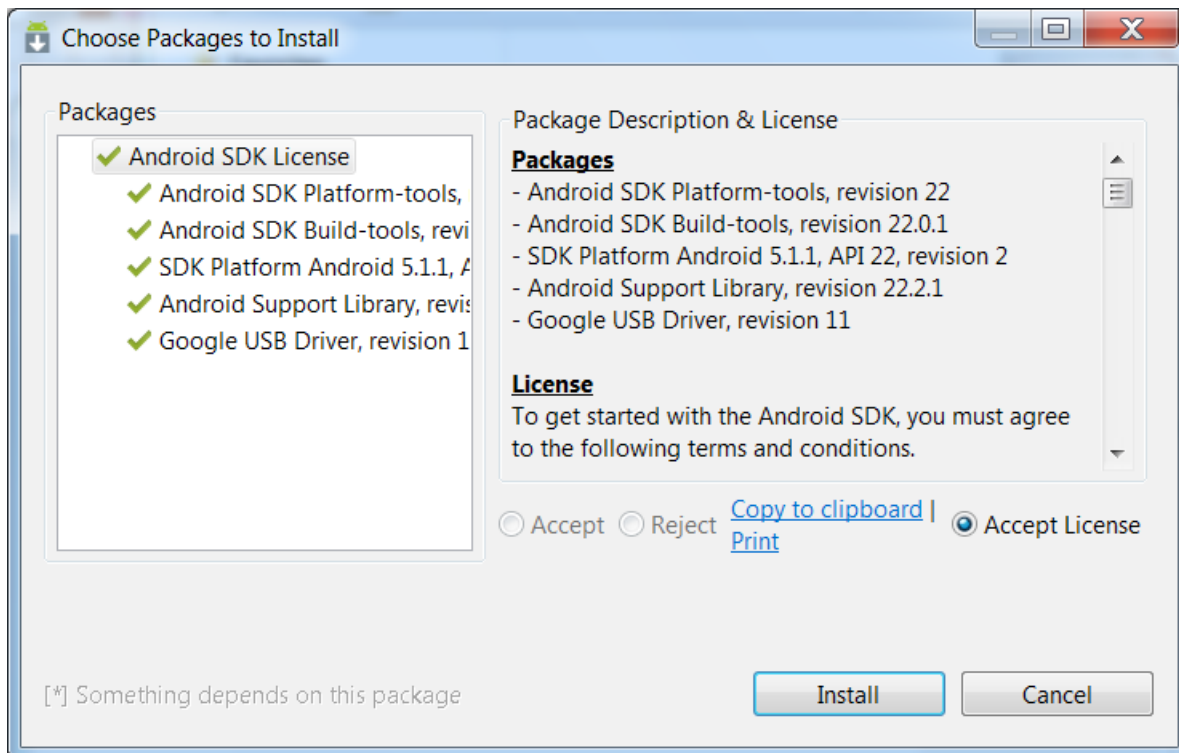 Choose Packages to Install
Packages
Android SDK License
Android SDK Platform-tools,
Android SDK Build-tools, revi
SDK Platform Android 5.1.1, A
Android Support Library, revis
Google USB Driver, revision 1
Package Description & License
Packages
- Android SDK Platform-tools, revision 22
- Android SDK Build-tools, revision 22.0.1
- SDK Platform Android 5.1.1, API 22, revision 2
- Android Support Library, revision 22.2.1
- Google USB Driver, revision 11
License
To get started with the Android SDK, you must agree
to the following terms and conditions.
Accept Reject Copy to clipboard | Accept License
Print
[*] Something depends on this package
Install Cancel